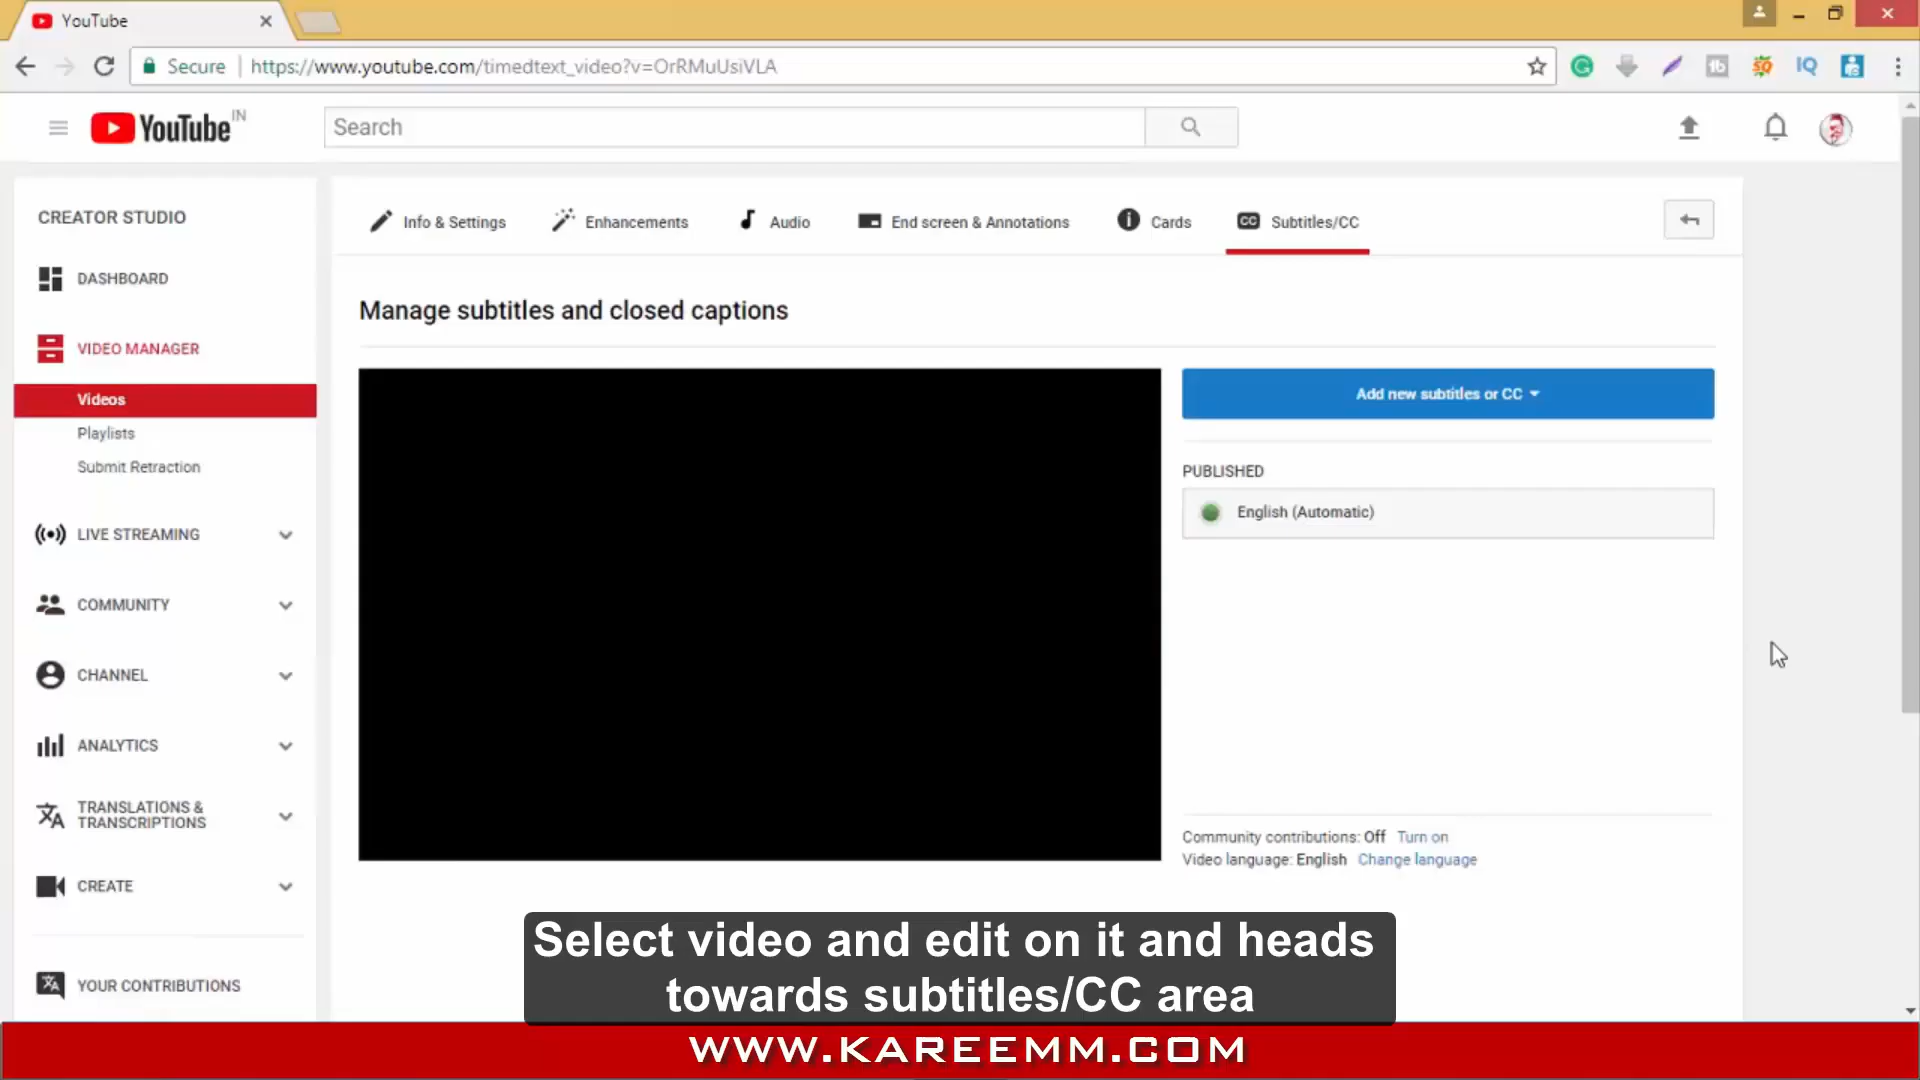 YouTube
Secure https://www.youtube.com/timedtext_video?v=OrRMuUsiVLA
YouTube IN
Search
CREATOR STUDIO
DASHBOARD
VIDEO MANAGER
Videos
Playlists
Submit Retraction
LIVE STREAMING
COMMUNITY
CHANNEL
ANALYTICS
TRANSLATIONS &
TRANSCRIPTIONS
CREATE
YOUR CONTRIBUTIONS
Info & Settings
Enhancements
Audio
End screen & Annotations
Cards
CC Subtitles/CC
Manage subtitles and closed captions
Add new subtitles or CC
PUBLISHED
English (Automatic)
Community contributions: Off Turn on
Video language: English Change language
Select video and edit on it and heads
towards subtitles/CC area
WWW.KAREEMM.COM